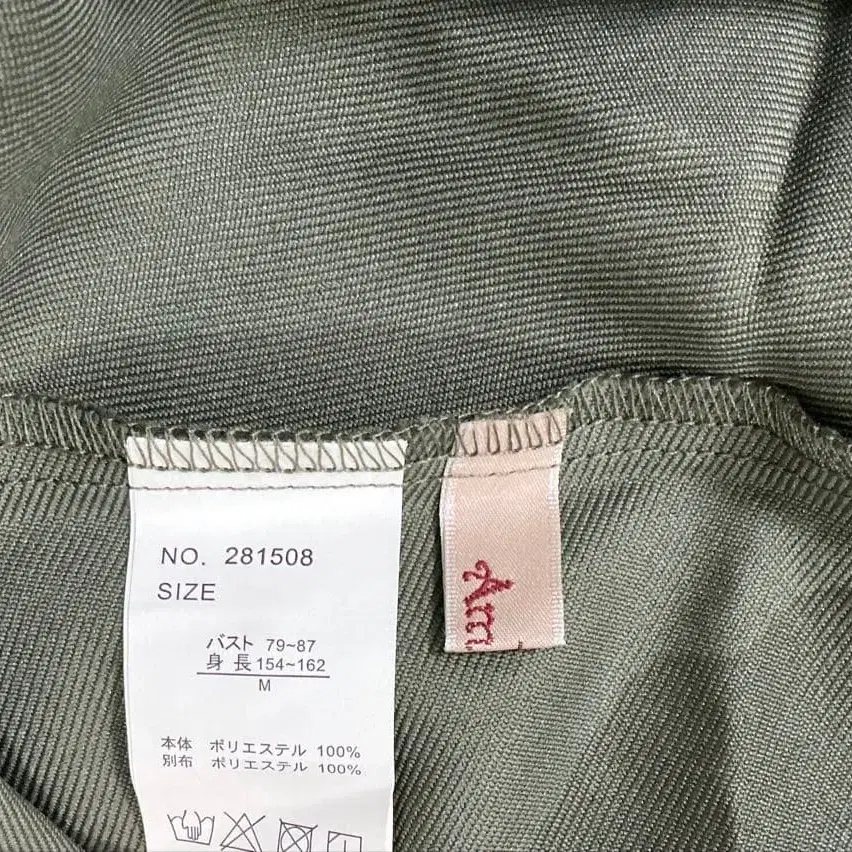 NO. 281508
SIZE
バスト 79~87
身 長 154~162
M
本体 ポリエステル 100%
別布 ポリエステル 100%